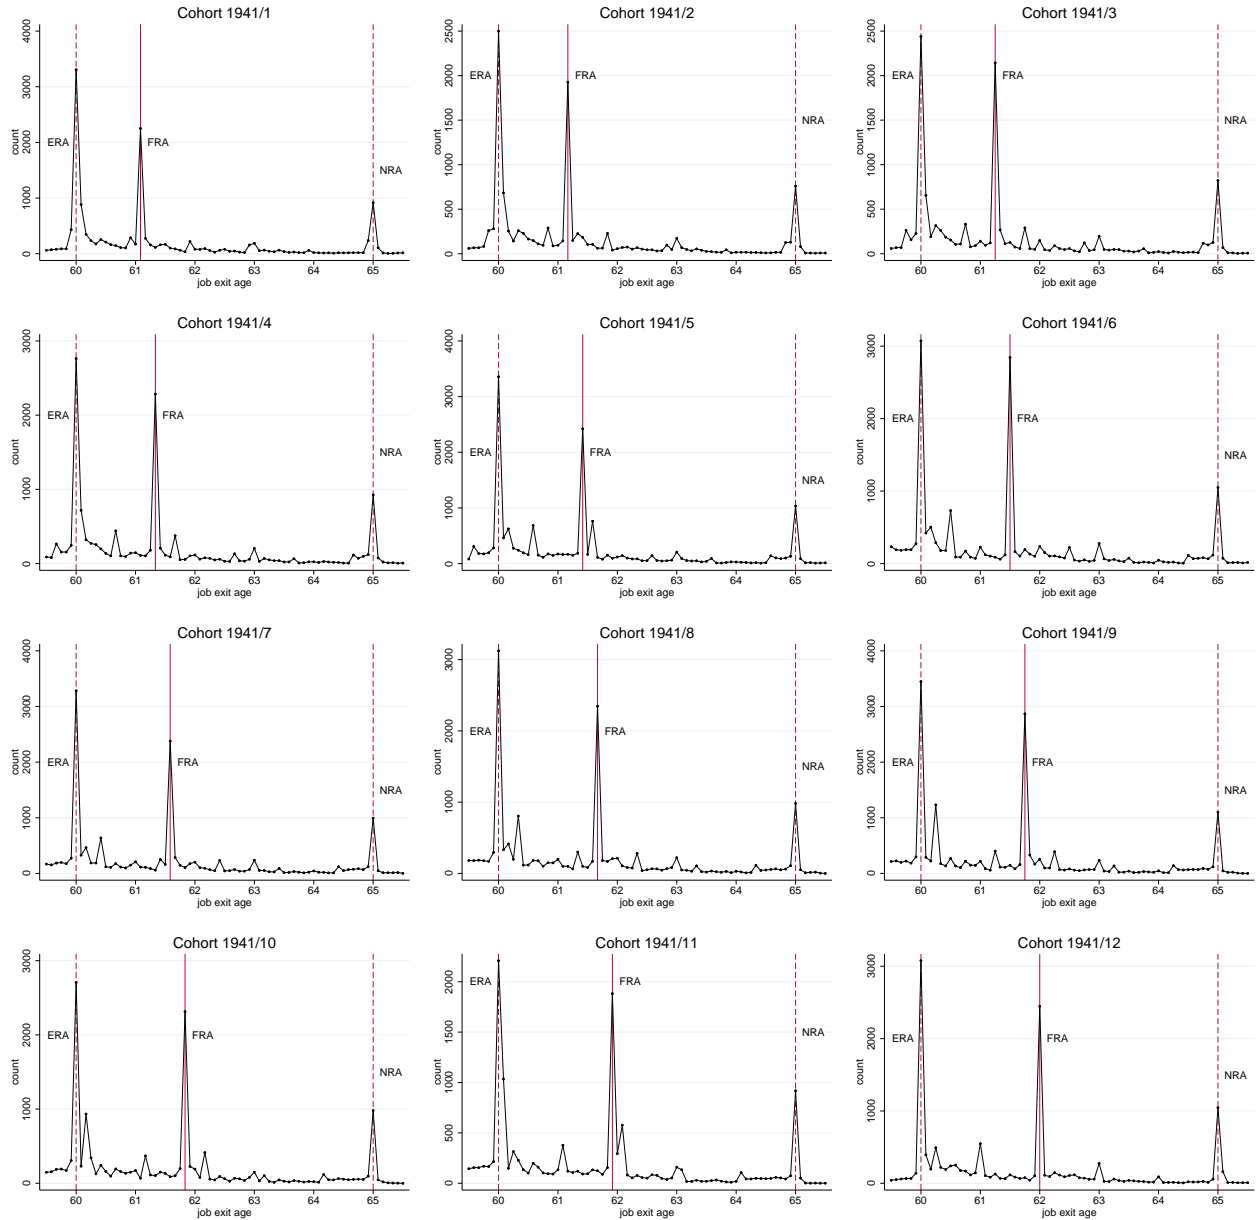 Cohort 1941/1
count
0 1000 2000 3000 4000
ERA
FRA
NRA
60 61 62 63 64 65
job exit age
Cohort 1941/2
count
0 500 1000 1500 2000 2500
ERA
FRA
NRA
60 61 62 63 64 65
job exit age
Cohort 1941/3
count
0 500 1000 1500 2000 2500
ERA
FRA
NRA
60 61 62 63 64 65
job exit age
Cohort 1941/4
count
0 1000 2000 3000
ERA
FRA
NRA
60 61 62 63 64 65
job exit age
Cohort 1941/5
count
0 1000 2000 3000 4000
ERA
FRA
NRA
60 61 62 63 64 65
job exit age
Cohort 1941/6
count
0 1000 2000 3000
ERA
FRA
NRA
60 61 62 63 64 65
job exit age
Cohort 1941/7
count
0 1000 2000 3000 4000
ERA
FRA
NRA
60 61 62 63 64 65
job exit age
Cohort 1941/8
count
0 1000 2000 3000
ERA
FRA
NRA
60 61 62 63 64 65
job exit age
Cohort 1941/9
count
0 1000 2000 3000 4000
ERA
FRA
NRA
60 61 62 63 64 65
job exit age
Cohort 1941/10
count
0 1000 2000 3000
ERA
FRA
NRA
60 61 62 63 64 65
job exit age
Cohort 1941/11
count
0 500 1000 1500 2000
ERA
FRA
NRA
60 61 62 63 64 65
job exit age
Cohort 1941/12
count
0 1000 2000 3000
ERA
FRA
NRA
60 61 62 63 64 65
job exit age